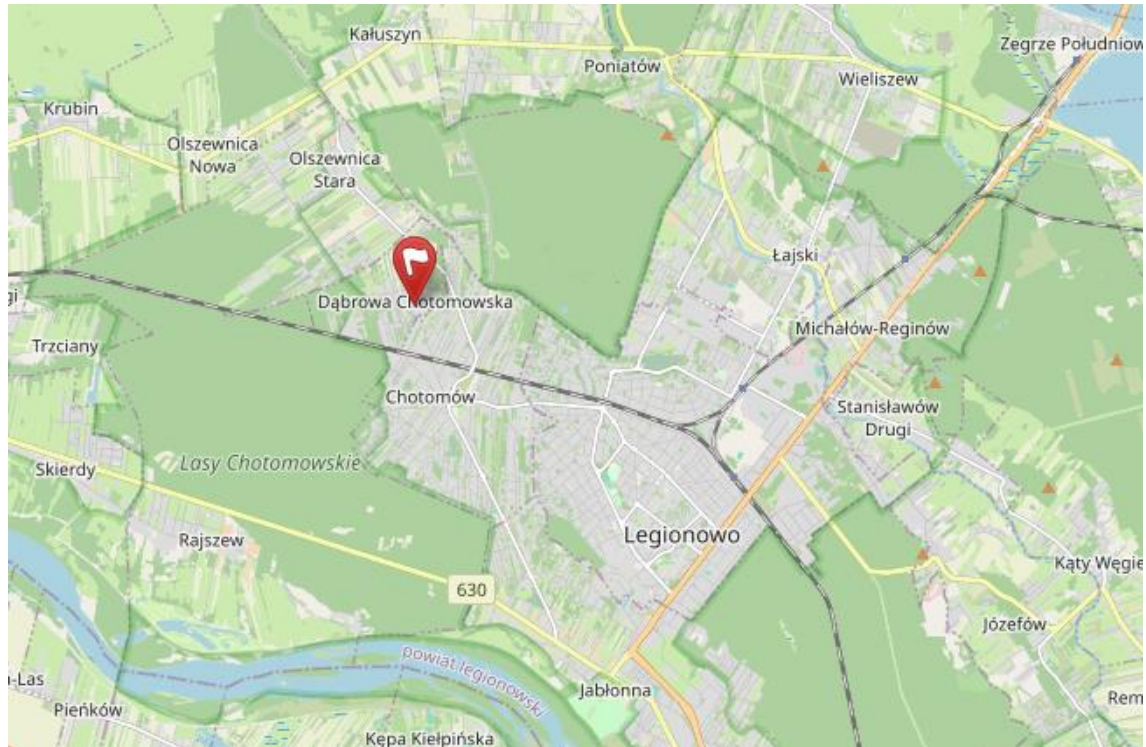 Kałuszyn
Poniatów
Zegrze Południow
Wieliszew
Krubin
Olszewnica
Nowa
Olszewnica
Stara
Łajski
gi
Dąbrowa Chotomowska
Trzciany
Michałów-Reginów
Chotomów
Stanisławów
Drugi
Skierdy
Lasy Chotomowskie
Rajszew
Legionowo
Kąty Węgie
630
Józefów
powiat legionowski
-Las
Jabłonna
Rem
Pieńków
Kępa Kiełpińska